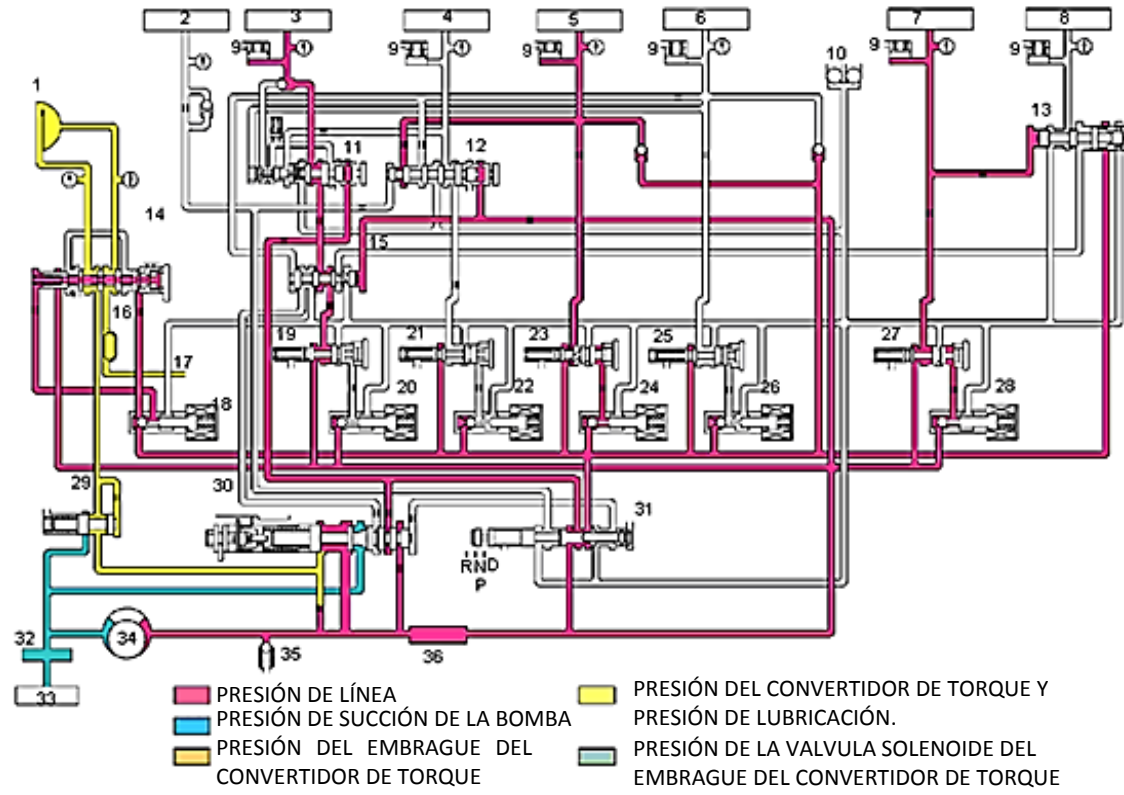 2 3 4 5 6 7 8
9 9 9 9 10 9 9
1
13
11 12
14
15
16
19 21 23 25 27
17
18 20 22 24 26 28
29 30
31
RND
P
32 34
35 36
33
PRESIÓN DE LÍNEA
PRESIÓN DE SUCCIÓN DE LA BOMBA
PRESIÓN DEL EMBRAGUE DEL
CONVERTIDOR DE TORQUE
PRESIÓN DEL CONVERTIDOR DE TORQUE Y
PRESIÓN DE LUBRICACIÓN.
PRESIÓN DE LA VALVULA SOLENOIDE DEL
EMBRAGUE DEL CONVERTIDOR DE TORQUE